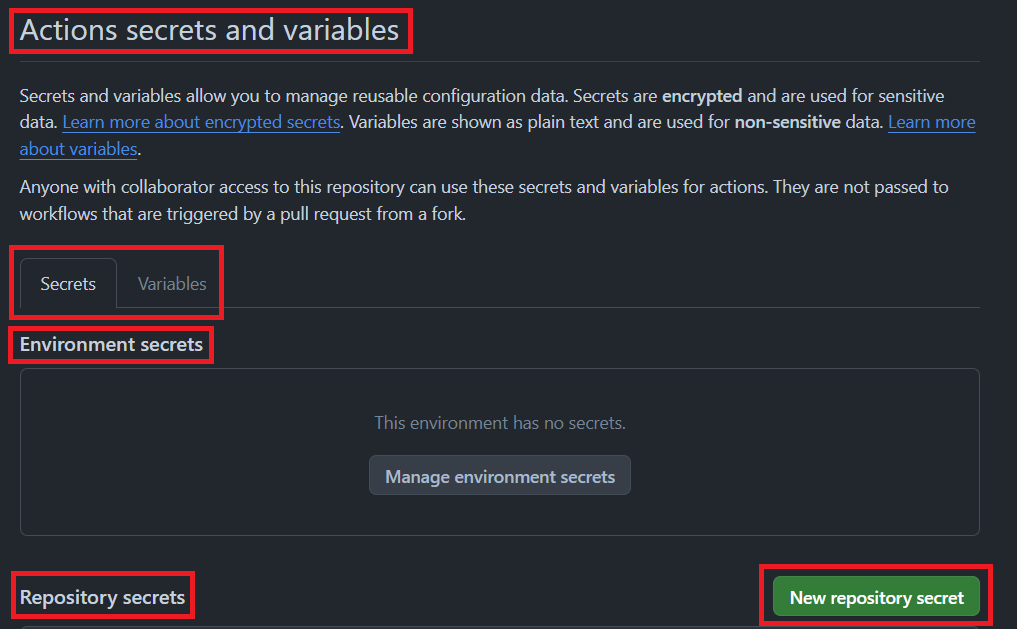 Actions secrets and variables
Secrets and variables allow you to manage reusable configuration data. Secrets are encrypted and are used for sensitive
data. Learn more about encrypted secrets. Variables are shown as plain text and are used for non-sensitive data. Learn more
about variables.
Anyone with collaborator access to this repository can use these secrets and variables for actions. They are not passed to
workflows that are triggered by a pull request from a fork.
Secrets Variables
Environment secrets
This environment has no secrets.
Manage environment secrets
Repository secrets New repository secret